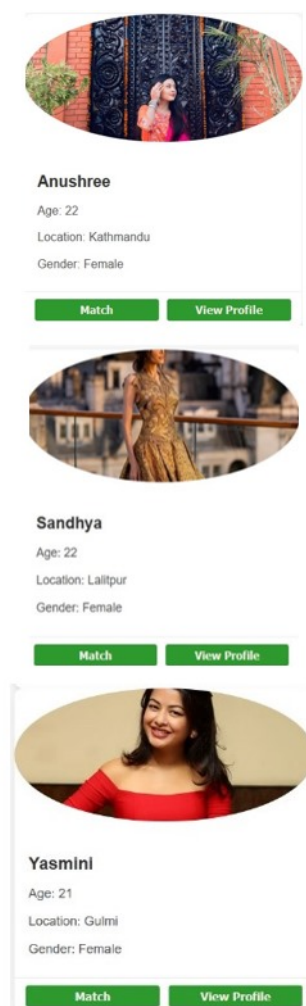 Anushree
Age: 22
Location: Kathmandu
Gender: Female
Match View Profile
Sandhya
Age: 22
Location: Lalitpur
Gender: Female
Match View Profile
Yasmini
Age: 21
Location: Gulmi
Gender: Female
Match View Profile